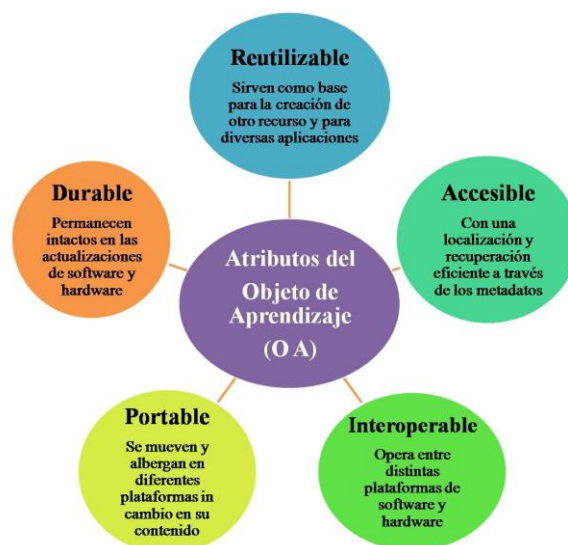 Reutilizable
Sirven como base
para la creación de
otro recurso y para
diversas aplicaciones
Durable
Permanecen
intactos en las
actualizaciones
de software y
hardware
Accesible
Con una
localización y
recuperación
eficiente a través
de los metadatos
Atributos del
Objeto de
Aprendizaje
(O A)
Portable
Se mueven y
albergan en
diferentes
plataformas in
cambio en su
contenido
Interoperable
Opera entre
distintas
plataformas de
software y
hardware